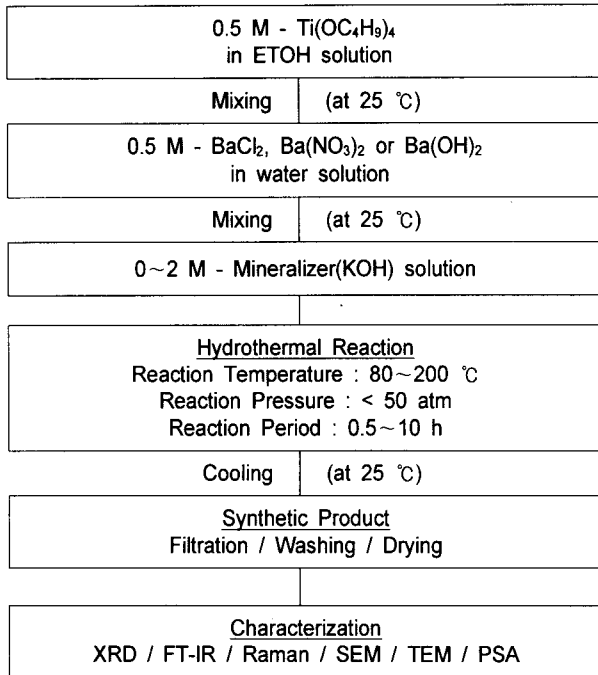 0.5 M - Ti(OC₄H₉)₄
in ETOH solution
Mixing (at 25 ℃)
0.5 M - BaCl₂, Ba(NO₃)₂ or Ba(OH)₂
in water solution
Mixing (at 25 ℃)
0~2 M - Mineralizer(KOH) solution
Hydrothermal Reaction
Reaction Temperature : 80~200 ℃
Reaction Pressure : < 50 atm
Reaction Period : 0.5~10 h
Cooling (at 25 ℃)
Synthetic Product
Filtration / Washing / Drying
Characterization
XRD / FT-IR / Raman / SEM / TEM / PSA